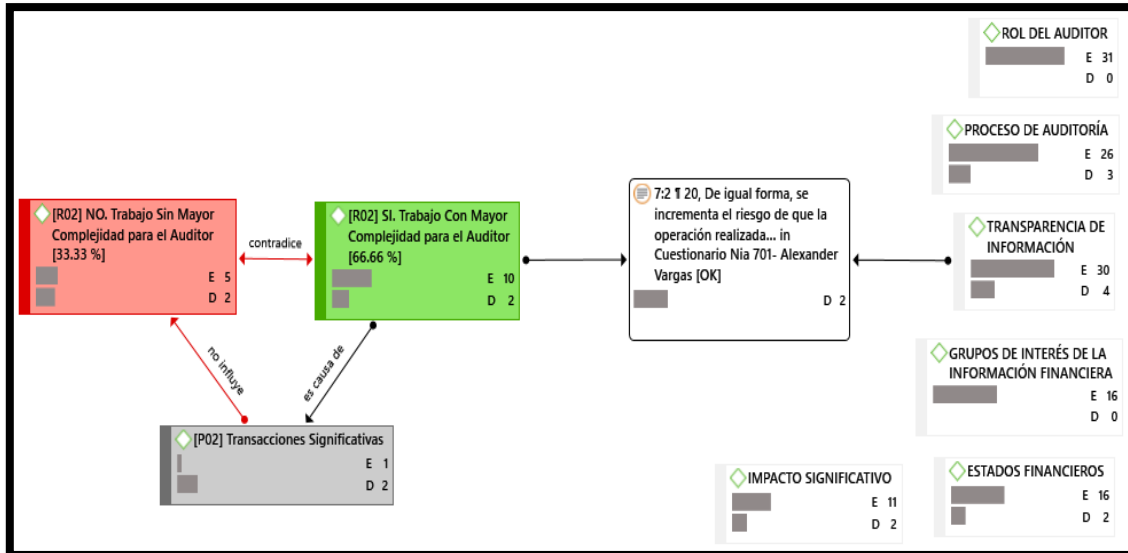 ROL DEL AUDITOR
E 31
D 0
PROCESO DE AUDITORÍA
E 26
D 3
[R02] NO. Trabajo Sin Mayor
Complejidad para el Auditor
[33.33 %]
E 5
D 2
contradice
[R02] SI. Trabajo Con Mayor
Complejidad para el Auditor
[66.66 %]
E 10
D 2
7:2 ¶ 20, De igual forma, se
incrementa el riesgo de que la
operación realizada... in
Cuestionario Nia 701- Alexander
Vargas [OK]
D 2
TRANSPARENCIA DE
INFORMACIÓN
E 30
D 4
no influye
es causa de
GRUPOS DE INTERÉS DE LA
INFORMACIÓN FINANCIERA
E 16
D 0
[P02] Transacciones Significativas
E 1
D 2
IMPACTO SIGNIFICATIVO
E 11
D 2
ESTADOS FINANCIEROS
E 16
D 2